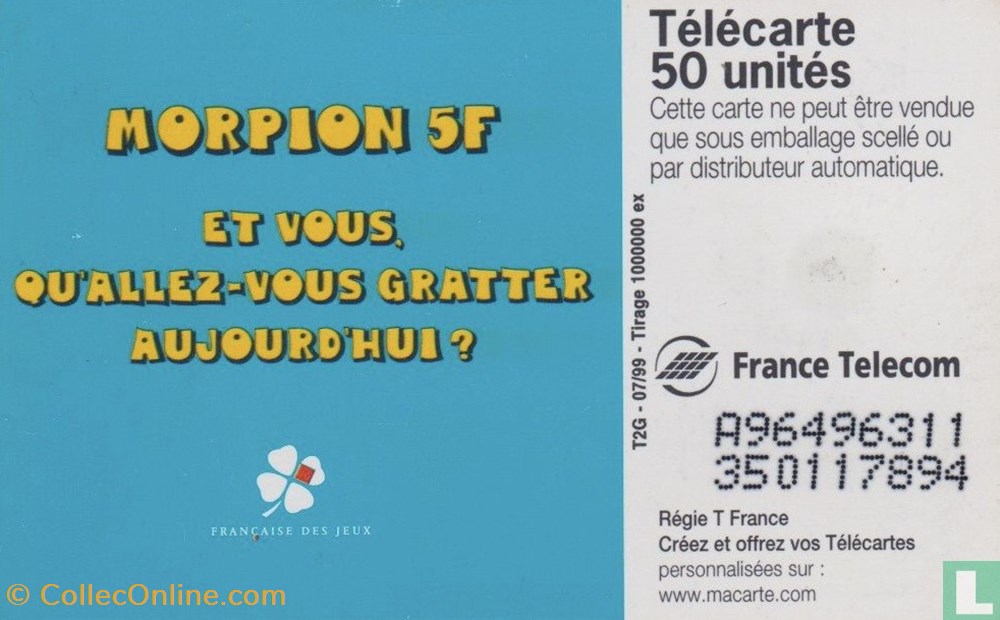 MORPION 5F
ET VOUS,
QU'ALLEZ-VOUS GRATTER
AUJOURD'HUI ?
FRANÇAISE DES JEUX
Télécarte
50 unités
Cette carte ne peut être vendue
que sous emballage scellé ou
par distributeur automatique.
T2G - 07/99 - Tirage 1000000 ex
France Telecom
A96496311
350117894
Régie T France
Créez et offrez vos Télécartes
personnalisées sur :
www.macarte.com
© CollecOnline.com
L